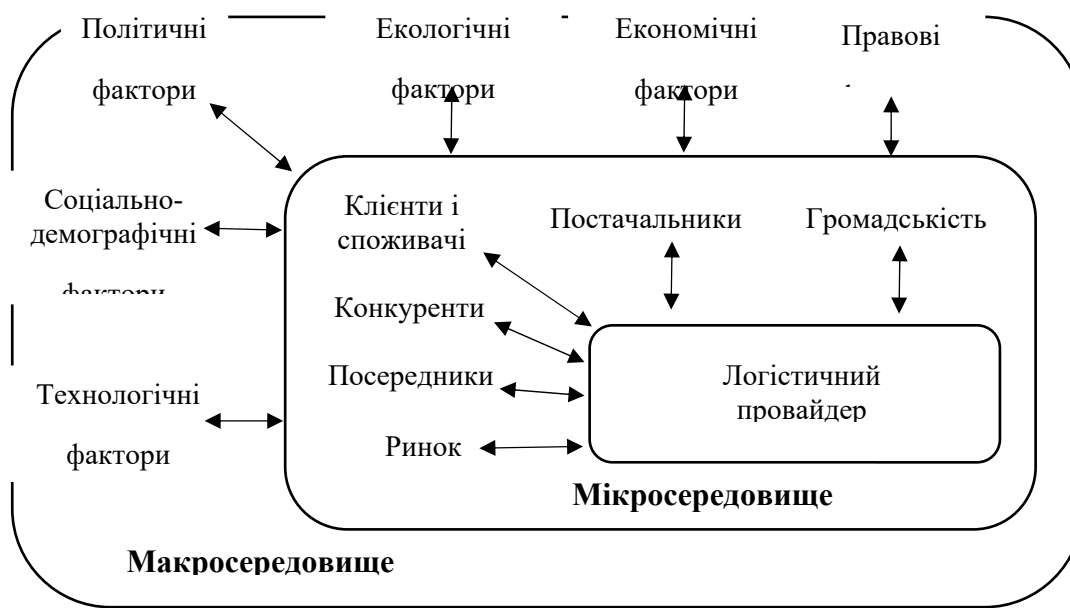 Політичні
фактори
Екологічні
фактори
Економічні
фактори
Правові
Соціально-
демографічні
фактори
Технологічні
фактори
Клієнти і
споживачі
Постачальники
Громадськість
Конкуренти
Посередники
Ринок
Логістичний
провайдер
Мікросередовище
Макросередовище